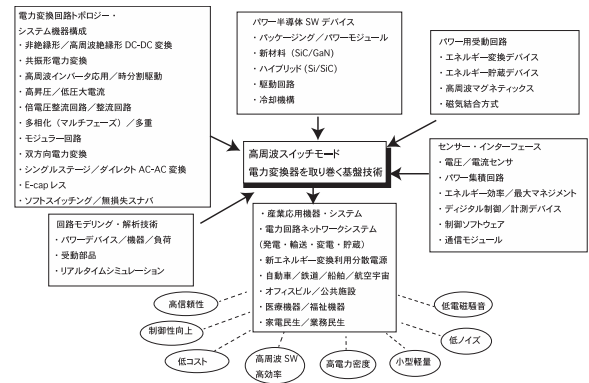 電力変換回路トポロジー・
システム機器構成
・非絶縁形／高周波絶縁形 DC-DC 変換
・共振形電力変換
・高周波インバータ応用／時分割駆動
・高昇圧／低圧大電流
・倍電圧整流回路／整流回路
・多相化（マルチフェーズ）／多重
・モジュラー回路
・双方向電力変換
・シングルステージ／ダイレクト AC-AC 変換
・E-cap レス
・ソフトスイッチング／無損失スナバ
パワー半導体 SW デバイス
・パッケージング／パワーモジュール
・新材料（SiC/GaN）
・ハイブリッド（Si/SiC）
・駆動回路
・冷却機構
パワー用受動回路
・エネルギー変換デバイス
・エネルギー貯蔵デバイス
・高周波マグネティックス
・磁気結合方式
高周波スイッチモード
電力変換器を取り巻く基盤技術
センサー・インターフェース
・電圧／電流センサ
・パワー集積回路
・エネルギー効率／最大マネジメント
・ディジタル制御／計測デバイス
・制御ソフトウェア
・通信モジュール
回路モデリング・解析技術
・パワーデバイス／機器／負荷
・受動部品
・リアルタイムシミュレーション
・産業応用機器・システム
・電力回路ネットワークシステム
（発電・輸送・変電・貯蔵）
・新エネルギー変換利用分散電源
・自動車／鉄道／船舶／航空宇宙
・オフィスビル／公共施設
・医療機器／福祉機器
・家電民生／業務民生
高信頼性
制御性向上
低コスト
高周波 SW
高効率
高電力密度
小型軽量
低ノイズ
低電磁騒音